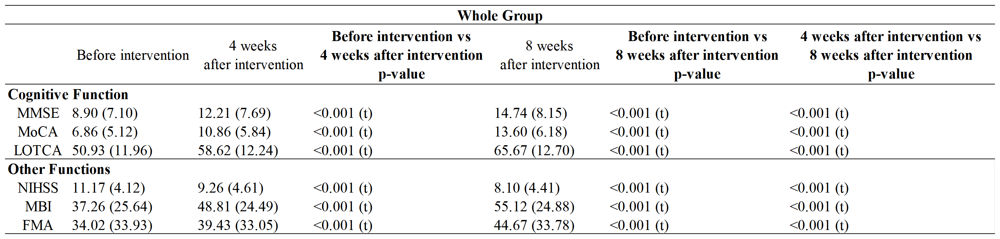 Whole Group
Before intervention 4 weeks after intervention Before intervention vs 4 weeks after intervention p-value 8 weeks after intervention Before intervention vs 8 weeks after intervention p-value 4 weeks after intervention vs 8 weeks after intervention p-value
Cognitive Function
MMSE 8.90 (7.10) 12.21 (7.69) <0.001 (t) 14.74 (8.15) <0.001 (t) <0.001 (t)
MoCA 6.86 (5.12) 10.86 (5.84) <0.001 (t) 13.60 (6.18) <0.001 (t) <0.001 (t)
LOTCA 50.93 (11.96) 58.62 (12.24) <0.001 (t) 65.67 (12.70) <0.001 (t) <0.001 (t)
Other Functions
NIHSS 11.17 (4.12) 9.26 (4.61) <0.001 (t) 8.10 (4.41) <0.001 (t) <0.001 (t)
MBI 37.26 (25.64) 48.81 (24.49) <0.001 (t) 55.12 (24.88) <0.001 (t) <0.001 (t)
FMA 34.02 (33.93) 39.43 (33.05) <0.001 (t) 44.67 (33.78) <0.001 (t) <0.001 (t)